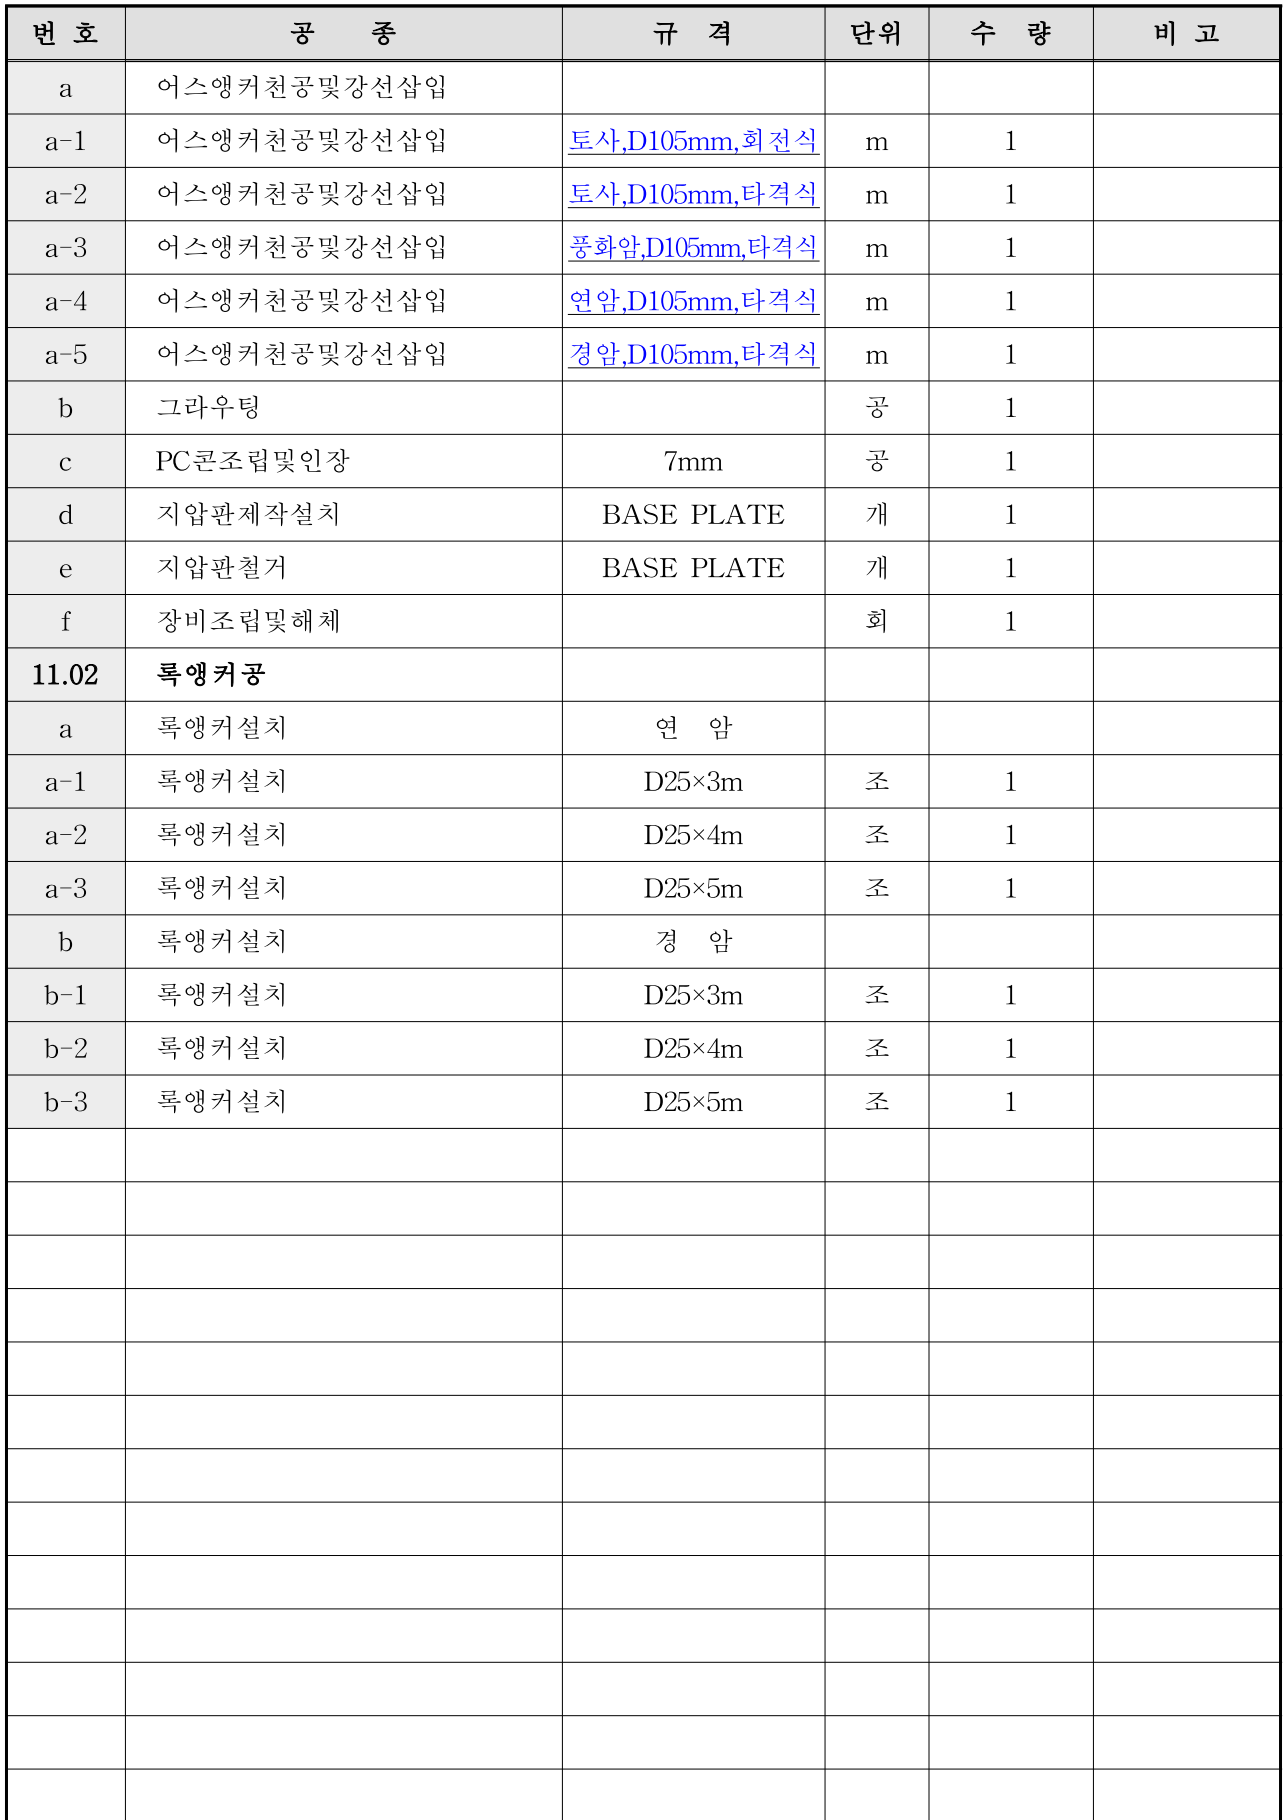 번 호 공 종 규 격 단위 수 량 비 고
a 어스앵커천공및강선삽입
a-1 어스앵커천공및강선삽입 토사,D105mm,회전식 m 1
a-2 어스앵커천공및강선삽입 토사,D105mm,타격식 m 1
a-3 어스앵커천공및강선삽입 풍화암,D105mm,타격식 m 1
a-4 어스앵커천공및강선삽입 연암,D105mm,타격식 m 1
a-5 어스앵커천공및강선삽입 경암,D105mm,타격식 m 1
b 그라우팅 공 1
c PC콘조립및인장 7mm 공 1
d 지압판제작설치 BASE PLATE 개 1
e 지압판철거 BASE PLATE 개 1
f 장비조립및해체 회 1
11.02 록앵커공
a 록앵커설치 연 암
a-1 록앵커설치 D25×3m 조 1
a-2 록앵커설치 D25×4m 조 1
a-3 록앵커설치 D25×5m 조 1
b 록앵커설치 경 암
b-1 록앵커설치 D25×3m 조 1
b-2 록앵커설치 D25×4m 조 1
b-3 록앵커설치 D25×5m 조 1